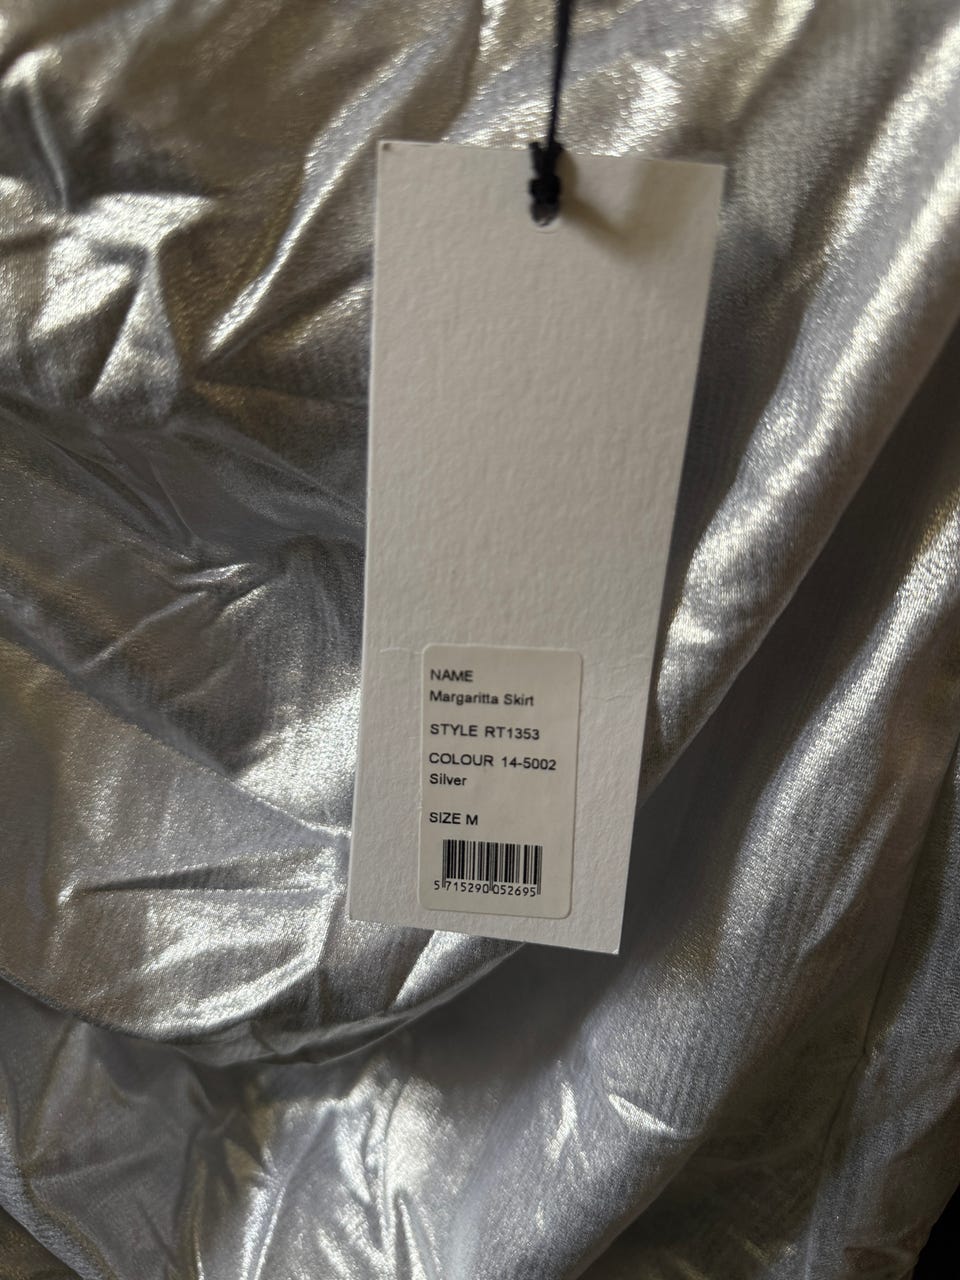 NAME
Margaritta Skirt
STYLE RT1353
COLOUR 14-5002
Silver
SIZE M
5 715290 052695